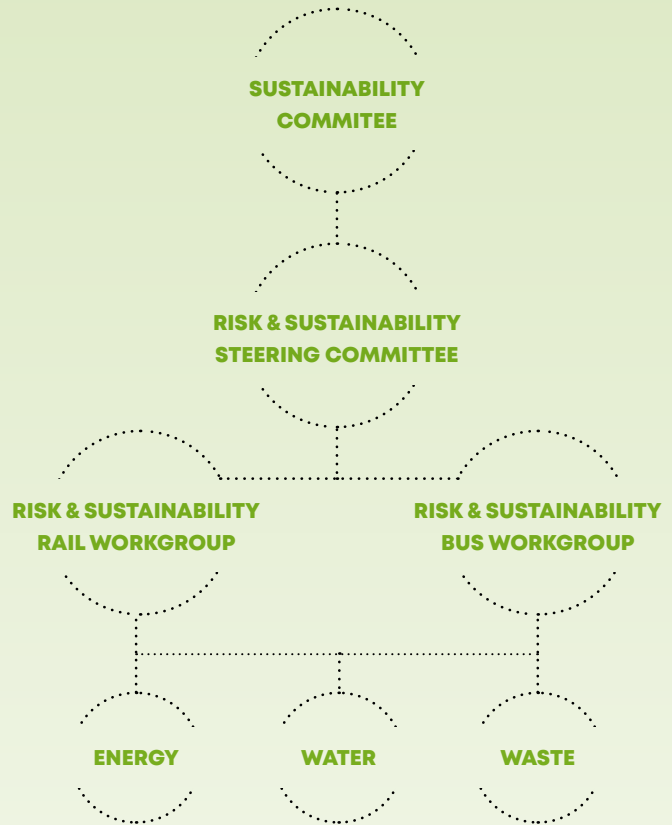 SUSTAINABILITY
COMMITEE
RISK & SUSTAINABILITY
STEERING COMMITTEE
RISK & SUSTAINABILITY
RAIL WORKGROUP
RISK & SUSTAINABILITY
BUS WORKGROUP
ENERGY
WATER
WASTE